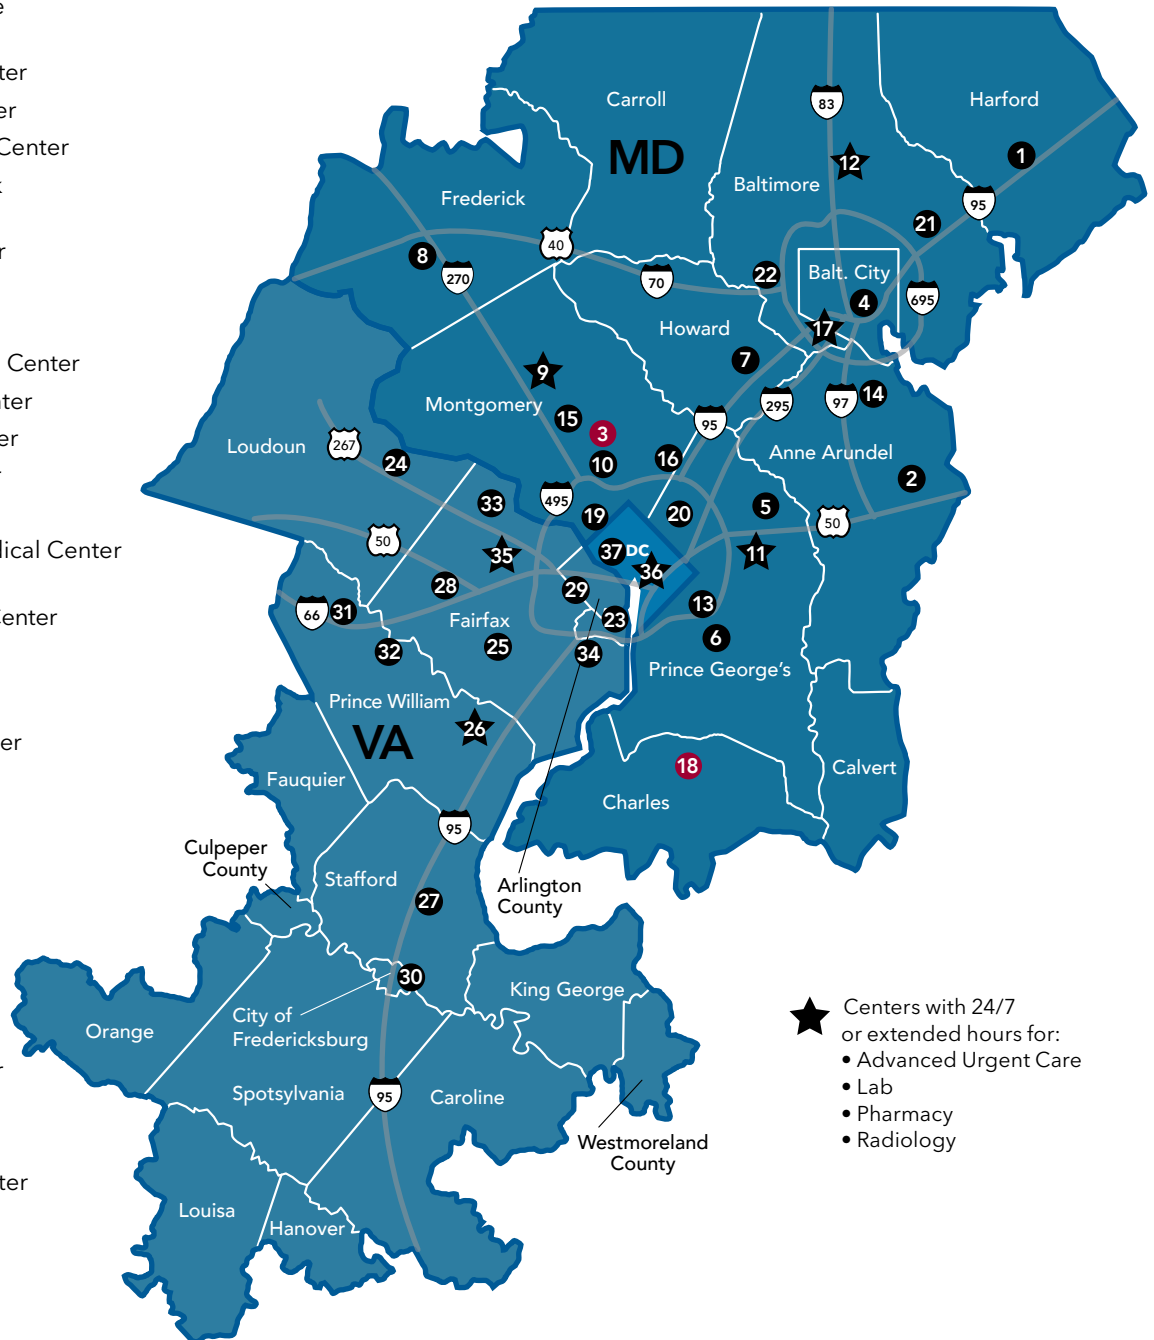 ter
er
Center
r
Center
ter
er
dical Center
Center
er
r
ter
Carroll
MD
83
Harford
12
1
Baltimore
Frederick
95
21
40
8
270
70
22
Balt. City
4
695
17
Howard
7
9
Montgomery
15
3
10
16
95
295
97
14
Anne Arundel
2
Loudoun
267
24
33
495
19
20
5
50
50
35
37
DC
36
11
28
29
13
66
31
Fairfax
23
6
32
25
34
Prince George's
Prince William
26
VA
18
Calvert
Fauquier
Charles
95
Culpeper
County
Stafford
27
Arlington
County
30
King George
Orange
City of
Fredericksburg
Spotsylvania
95
Caroline
Westmoreland
County
Louisa
Hanover
Centers with 24/7
or extended hours for:
• Advanced Urgent Care
• Lab
• Pharmacy
• Radiology